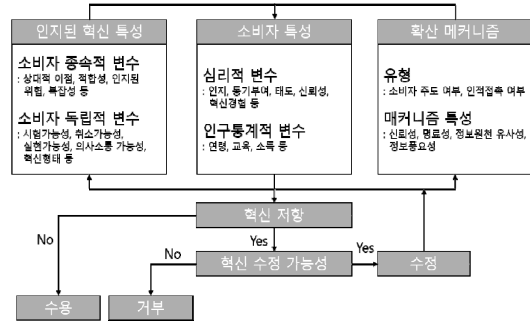 인지된 혁신 특성
소비자 종속적 변수
: 상대적 이점, 적합성, 인지된
위험, 복잡성 등
소비자 독립적 변수
: 시험가능성, 취소가능성,
실현가능성, 의사소통 가능성,
혁신형태 등
소비자 특성
심리적 변수
: 인지, 동기부여, 태도, 신뢰성,
혁신경험 등
인구통계적 변수
: 연령, 교육, 소득 등
확산 메커니즘
유형
: 소비자 주도 여부, 인적접촉 여부
매커니즘 특성
: 신뢰성, 명료성, 정보원천 유사성,
정보풍요성
혁신 저항
No
Yes
혁신 수정 가능성
No
Yes
수정
수용
거부